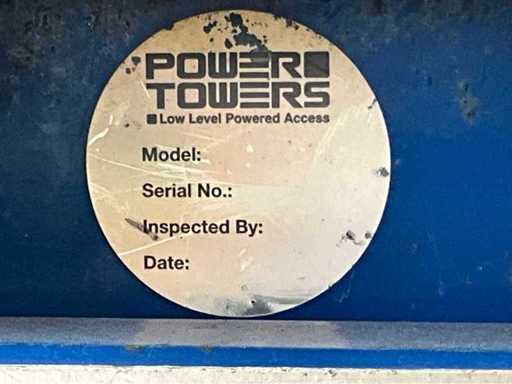 POWER
TOWERS
Low Level Powered Access
Model:
Serial No.:
Inspected By:
Date: